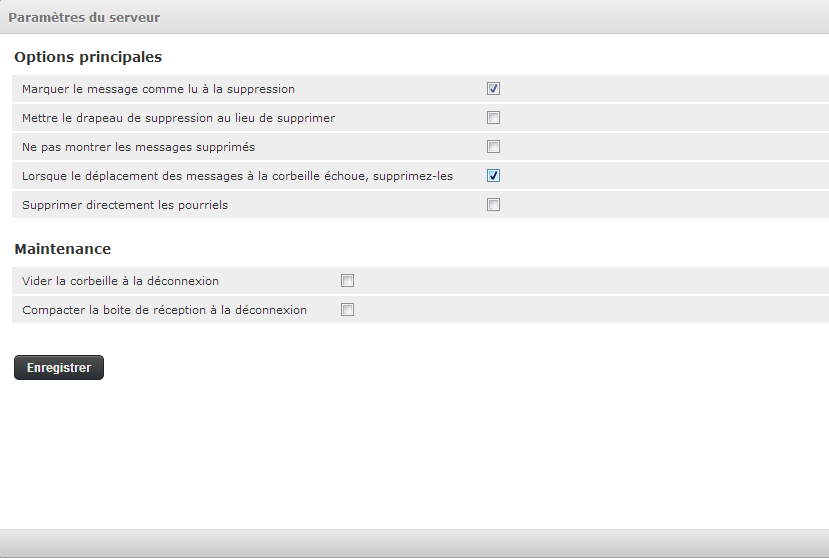 Paramètres du serveur
Options principales
Marquer le message comme lu à la suppression
Mettre le drapeau de suppression au lieu de supprimer
Ne pas montrer les messages supprimés
Lorsque le déplacement des messages à la corbeille échoue, supprimez-les
Supprimer directement les pourriels
Maintenance
Vider la corbeille à la déconnexion
Compacter la boite de réception à la déconnexion
Enregistrer